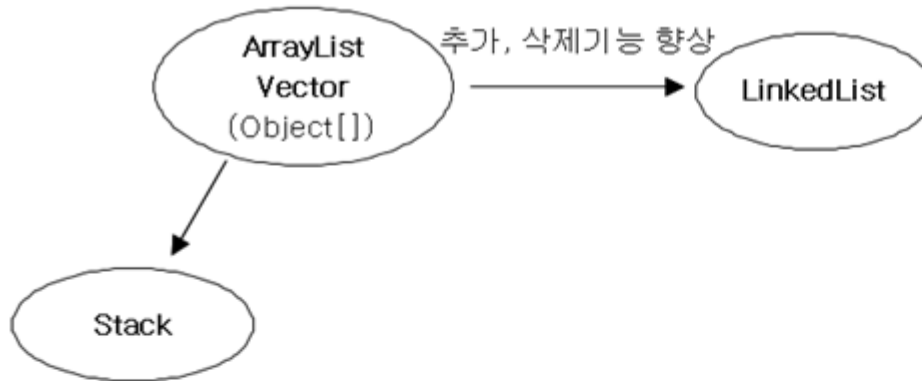 ArrayList
Vector
(Object[])
추가, 삭제기능 향상
LinkedList
Stack